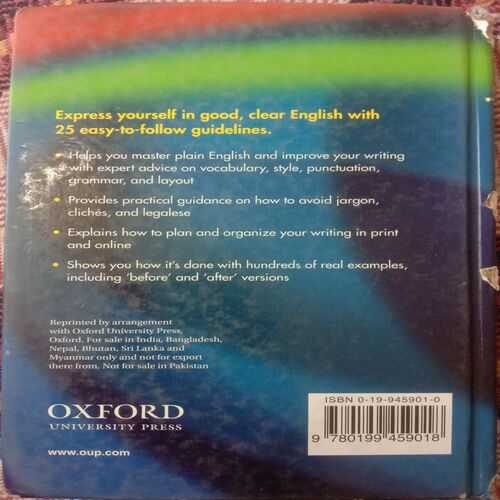 Express yourself in good, clear English with
25 easy-to-follow guidelines.
• Helps you master plain English and improve your writing
with expert advice on vocabulary, style, punctuation,
grammar, and layout
• Provides practical guidance on how to avoid jargon,
clichés, and legalese
• Explains how to plan and organize your writing in print
and online
• Shows you how it's done with hundreds of real examples,
including 'before' and 'after' versions
Reprinted by arrangement
with Oxford University Press,
Oxford. For sale in India, Bangladesh,
Nepal, Bhutan, Sri Lanka and
Myanmar only and not for export
there from. Not for sale in Pakistan
OXFORD
UNIVERSITY PRESS
www.oup.com
ISBN 0-19-945901-0
9 780199 459018